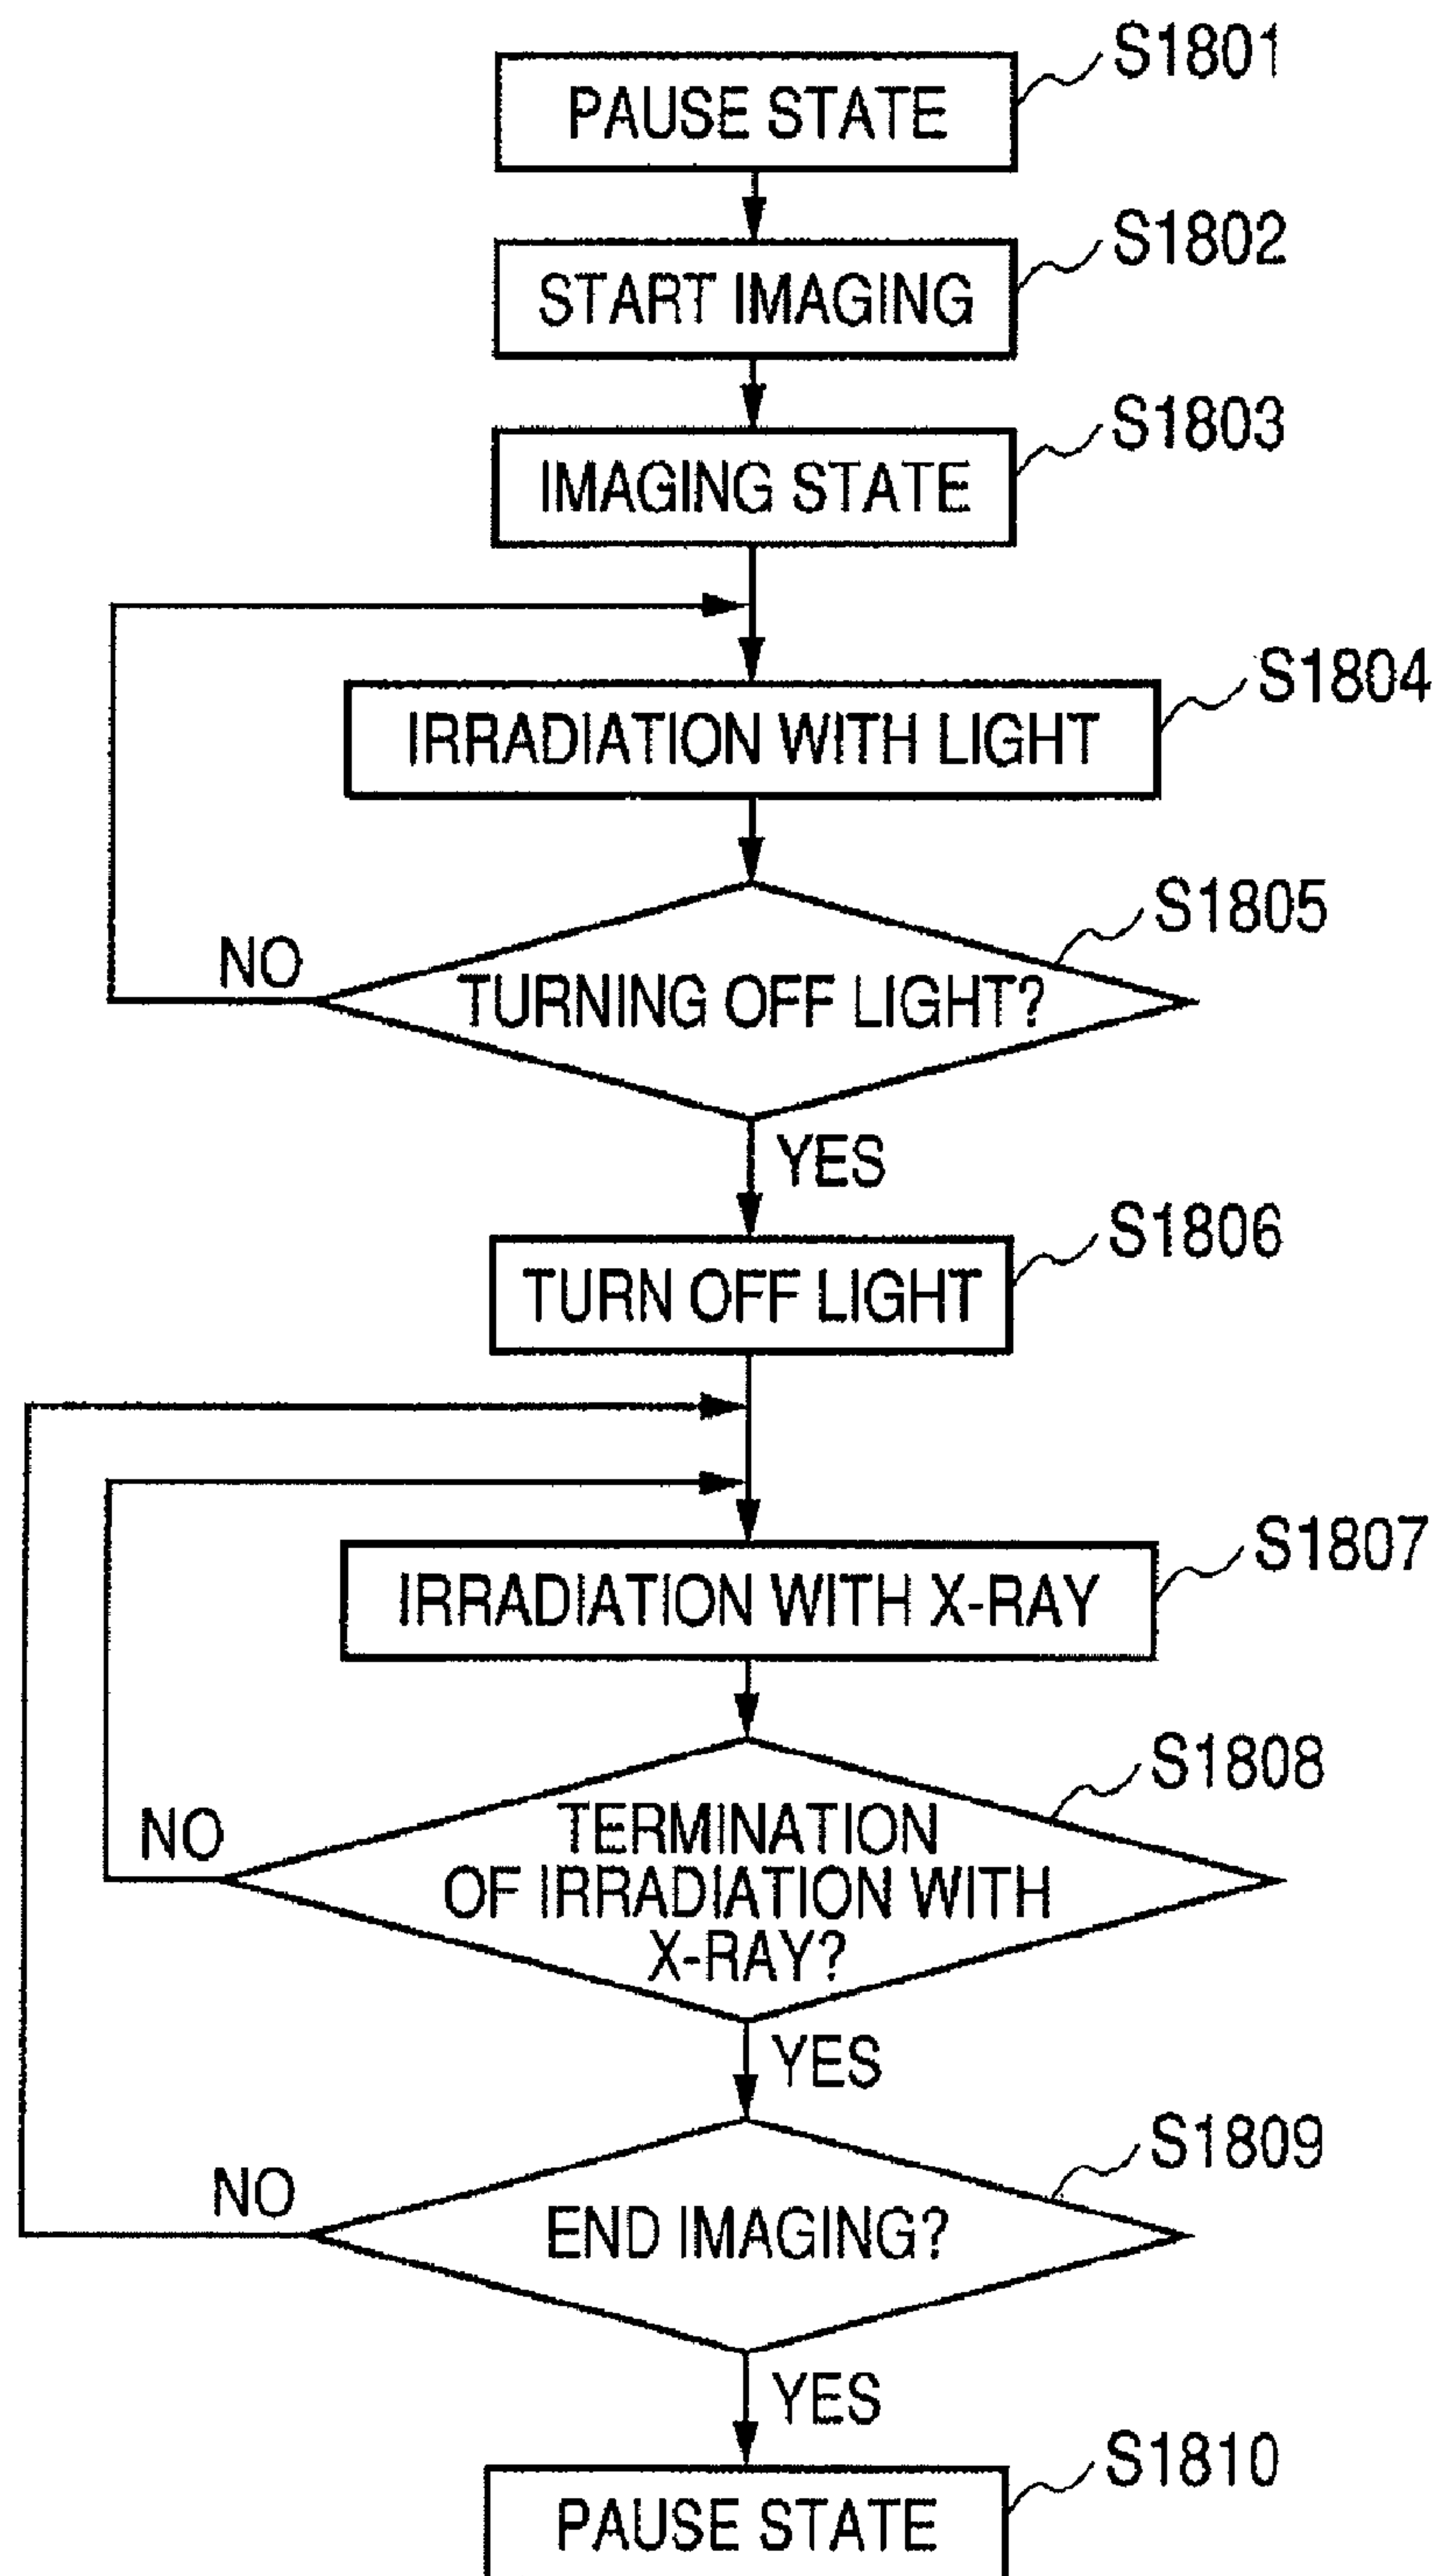 S1801
PAUSE STATE
S1802
START IMAGING
S1803
IMAGING STATE
S1804
IRRADIATION WITH LIGHT
S1805
NO
TURNING OFF LIGHT?
YES
S1806
TURN OFF LIGHT
S1807
IRRADIATION WITH X-RAY
S1808
NO
TERMINATION
OF IRRADIATION WITH
X-RAY?
YES
S1809
NO
END IMAGING?
YES
S1810
PAUSE STATE